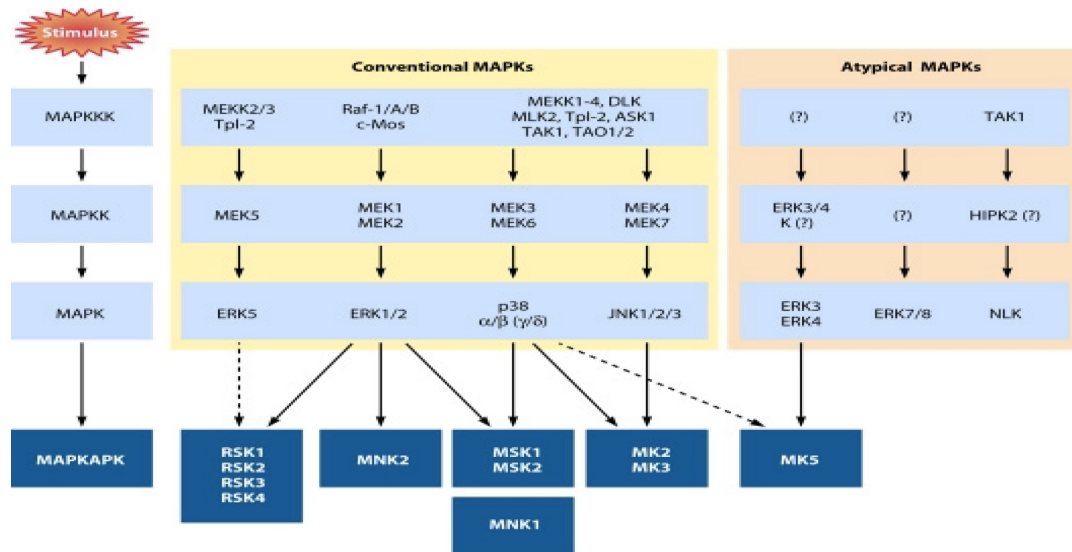 Stimulus
Conventional MAPKs
Atypical MAPKs
MAPKKK
MEKK2/3
Tpl-2
Raf-1/A/B
c-Mos
MEKK1-4, DLK
MLK2, Tpl-2, ASK1
TAK1, TAO1/2
(?)
(?)
TAK1
MAPKK
MEK5
MEK1
MEK2
MEK3
MEK6
MEK4
MEK7
ERK3/4
K (?)
(?)
HIPK2 (?)
MAPK
ERK5
ERK1/2
p38
α/β (γ/δ)
JNK1/2/3
ERK3
ERK4
ERK7/8
NLK
MAPKAPK
RSK1
RSK2
RSK3
RSK4
MNK2
MSK1
MSK2
MK2
MK3
MK5
MNK1